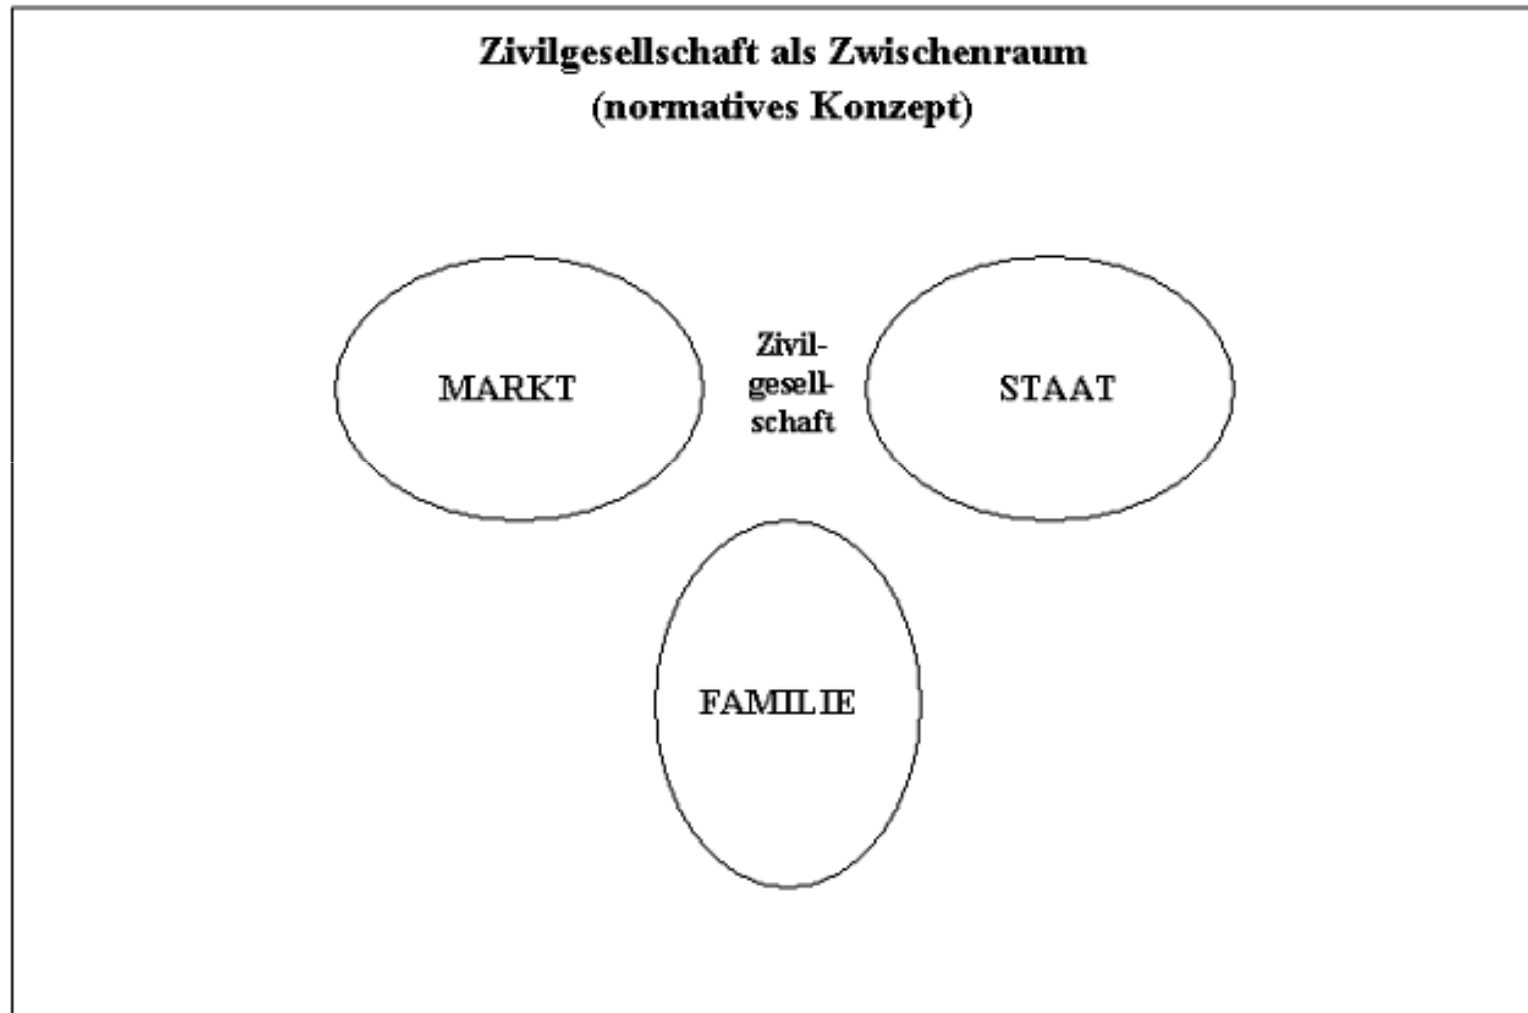 Zivilgesellschaft als Zwischenraum
(normatives Konzept)
Zivil-
gesell-
schaft
MARKT
STAAT
FAMILIE